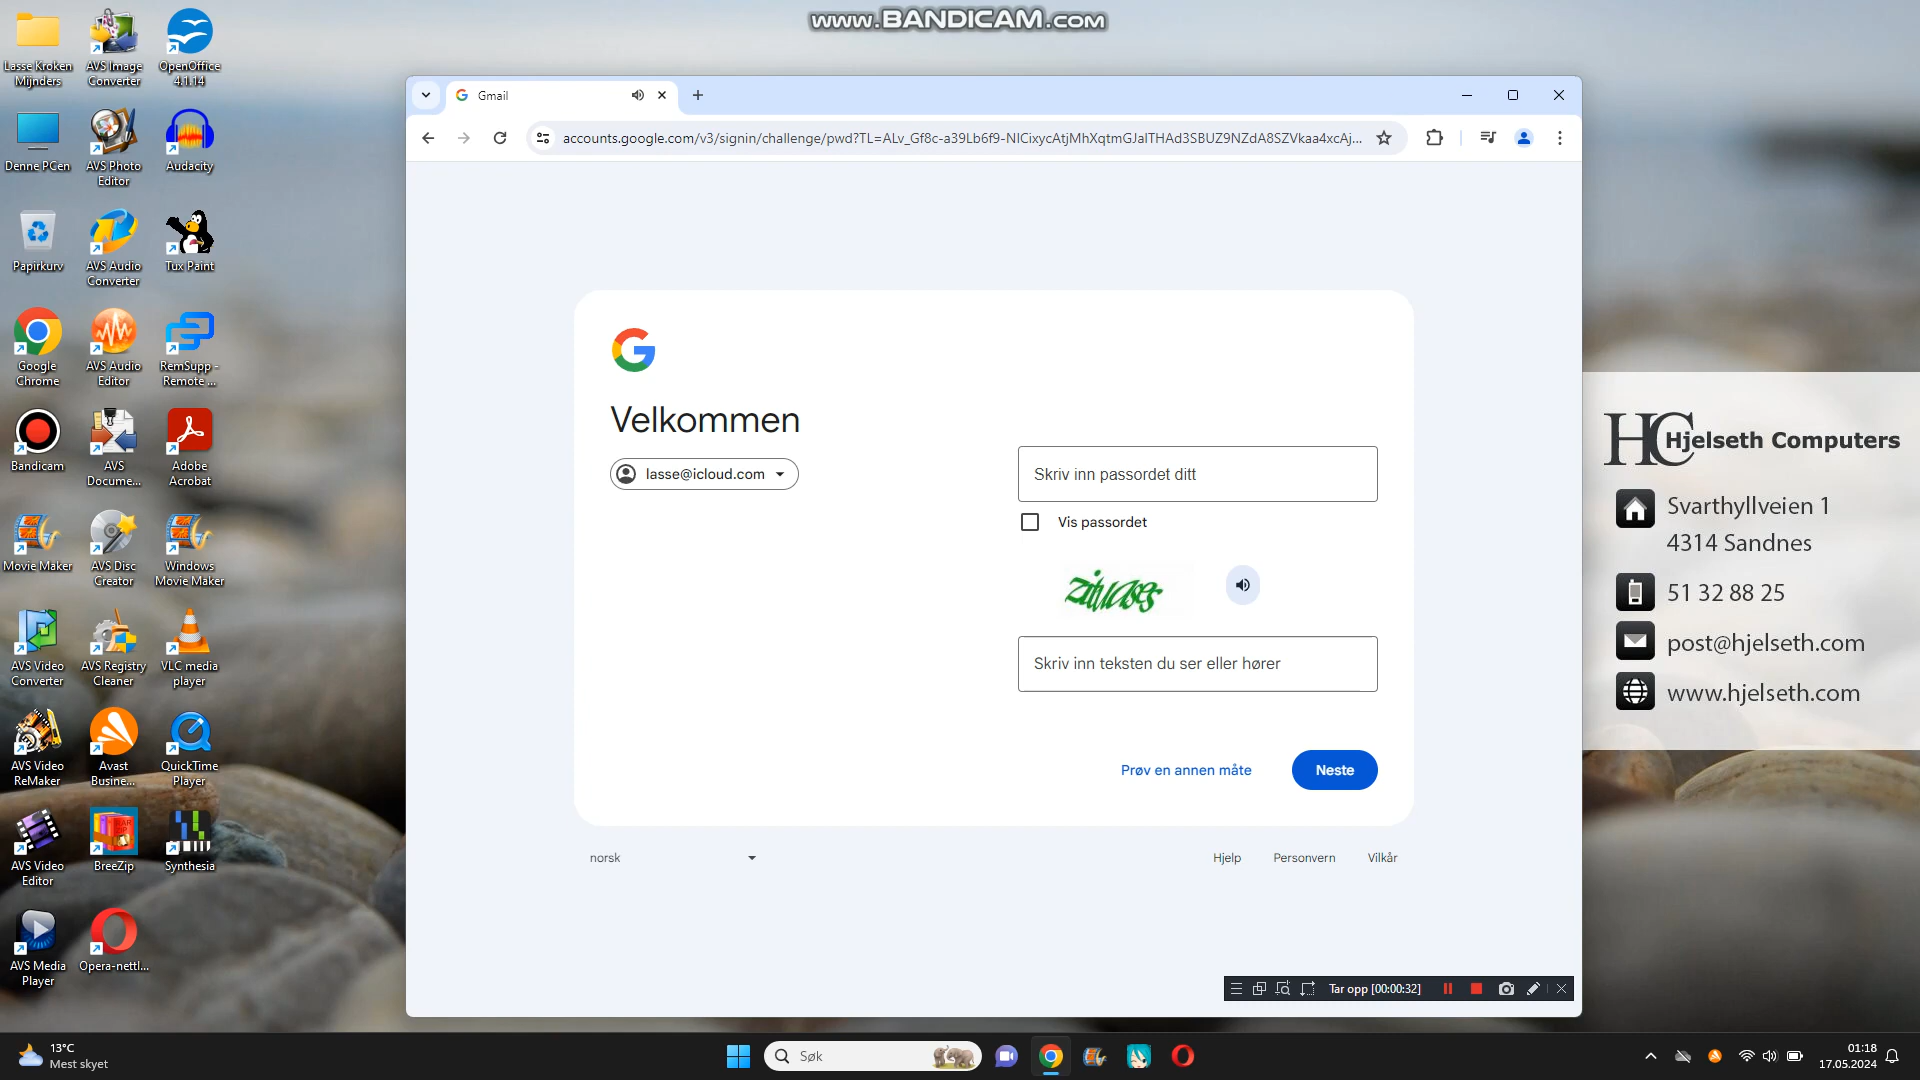 www.BANDICAM.com
Lasse Kroken
Mijnders
AVS Image
Converter
OpenOffice
4.1.14
Denne PCen
AVS Photo
Editor
Audacity
Papirkurv
AVS Audio
Converter
Tux Paint
Google
Chrome
AVS Audio
Editor
RemSupp -
Remote ...
Bandicam
AVS
Docume...
Adobe
Acrobat
Movie Maker
AVS Disc
Creator
Windows
Movie Maker
AVS Video
Converter
AVS Registry
Cleaner
VLC media
player
AVS Video
ReMaker
Avast
Busine...
QuickTime
Player
AVS Video
Editor
BreeZip
Synthesia
AVS Media
Player
Opera-nettl...
Gmail
accounts.google.com/v3/signin/challenge/pwd?TL=ALv_Gf8c-a39Lb6f9-NICixycAtjMhXqtmGJaITHAd3SBUZ9NZdA8SZVkaa4xcAj...
Velkommen
lasse@icloud.com
Skriv inn passordet ditt
Vis passordet
Skriv inn teksten du ser eller hører
Prøv en annen måte
Neste
norsk
Hjelp
Personvern
Vilkår
Tar opp [00:00:32]
HC Hjelseth Computers
Svarthyllveien 1
4314 Sandnes
51 32 88 25
post@hjelseth.com
www.hjelseth.com
13°C
Mest skyet
Søk
01:18
17.05.2024